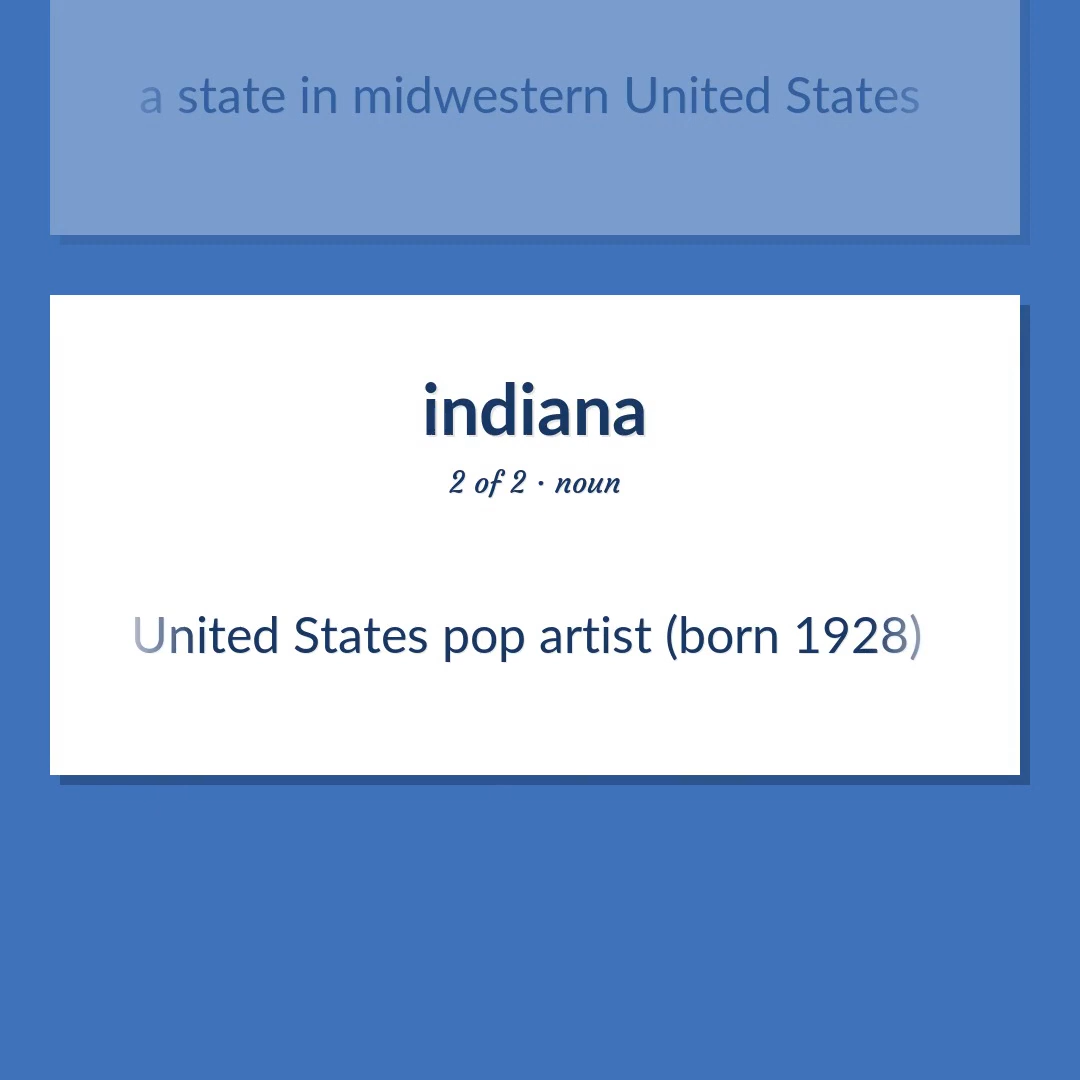 a state in midwestern United States
indiana
2 of 2 · noun
United States pop artist (born 1928)